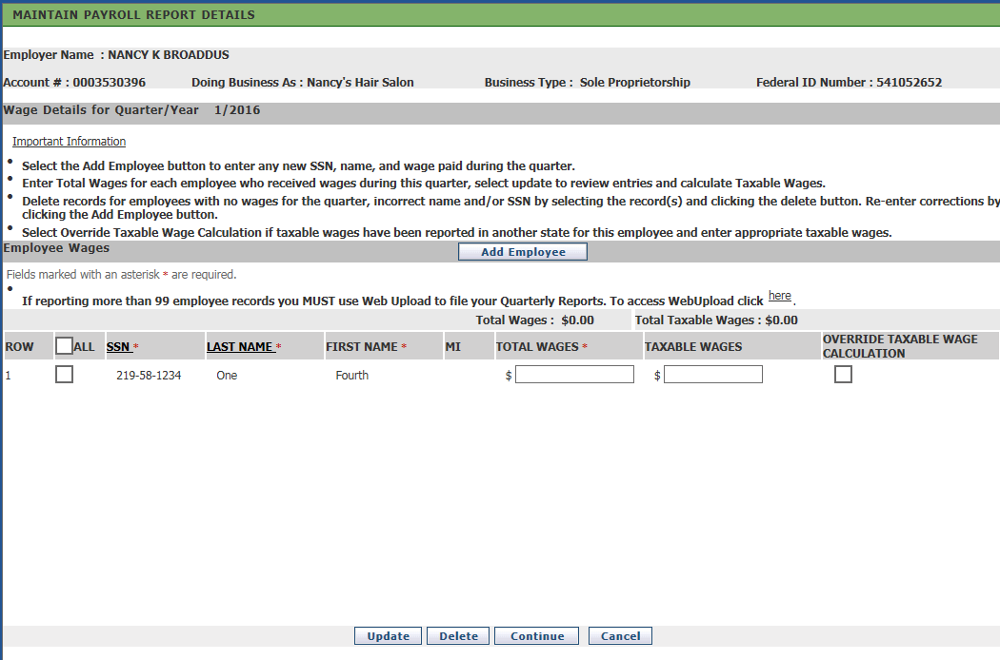 MAINTAIN PAYROLL REPORT DETAILS
Employer Name : NANCY K BROADDUS
Account # : 0003530396 Doing Business As : Nancy's Hair Salon Business Type : Sole Proprietorship Federal ID Number : 541052652
Wage Details for Quarter/Year 1/2016
Important Information
• Select the Add Employee button to enter any new SSN, name, and wage paid during the quarter.
• Enter Total Wages for each employee who received wages during this quarter, select update to review entries and calculate Taxable Wages.
• Delete records for employees with no wages for the quarter, incorrect name and/or SSN by selecting the record(s) and clicking the delete button. Re-enter corrections by
clicking the Add Employee button.
• Select Override Taxable Wage Calculation if taxable wages have been reported in another state for this employee and enter appropriate taxable wages.
Employee Wages Add Employee
Fields marked with an asterisk * are required.
• If reporting more than 99 employee records you MUST use Web Upload to file your Quarterly Reports. To access WebUpload click here .
Total Wages : $0.00 Total Taxable Wages : $0.00
ROW ALL SSN * LAST NAME * FIRST NAME * MI TOTAL WAGES * TAXABLE WAGES OVERRIDE TAXABLE WAGE
CALCULATION
1 219-58-1234 One Fourth $ $
Update Delete Continue Cancel